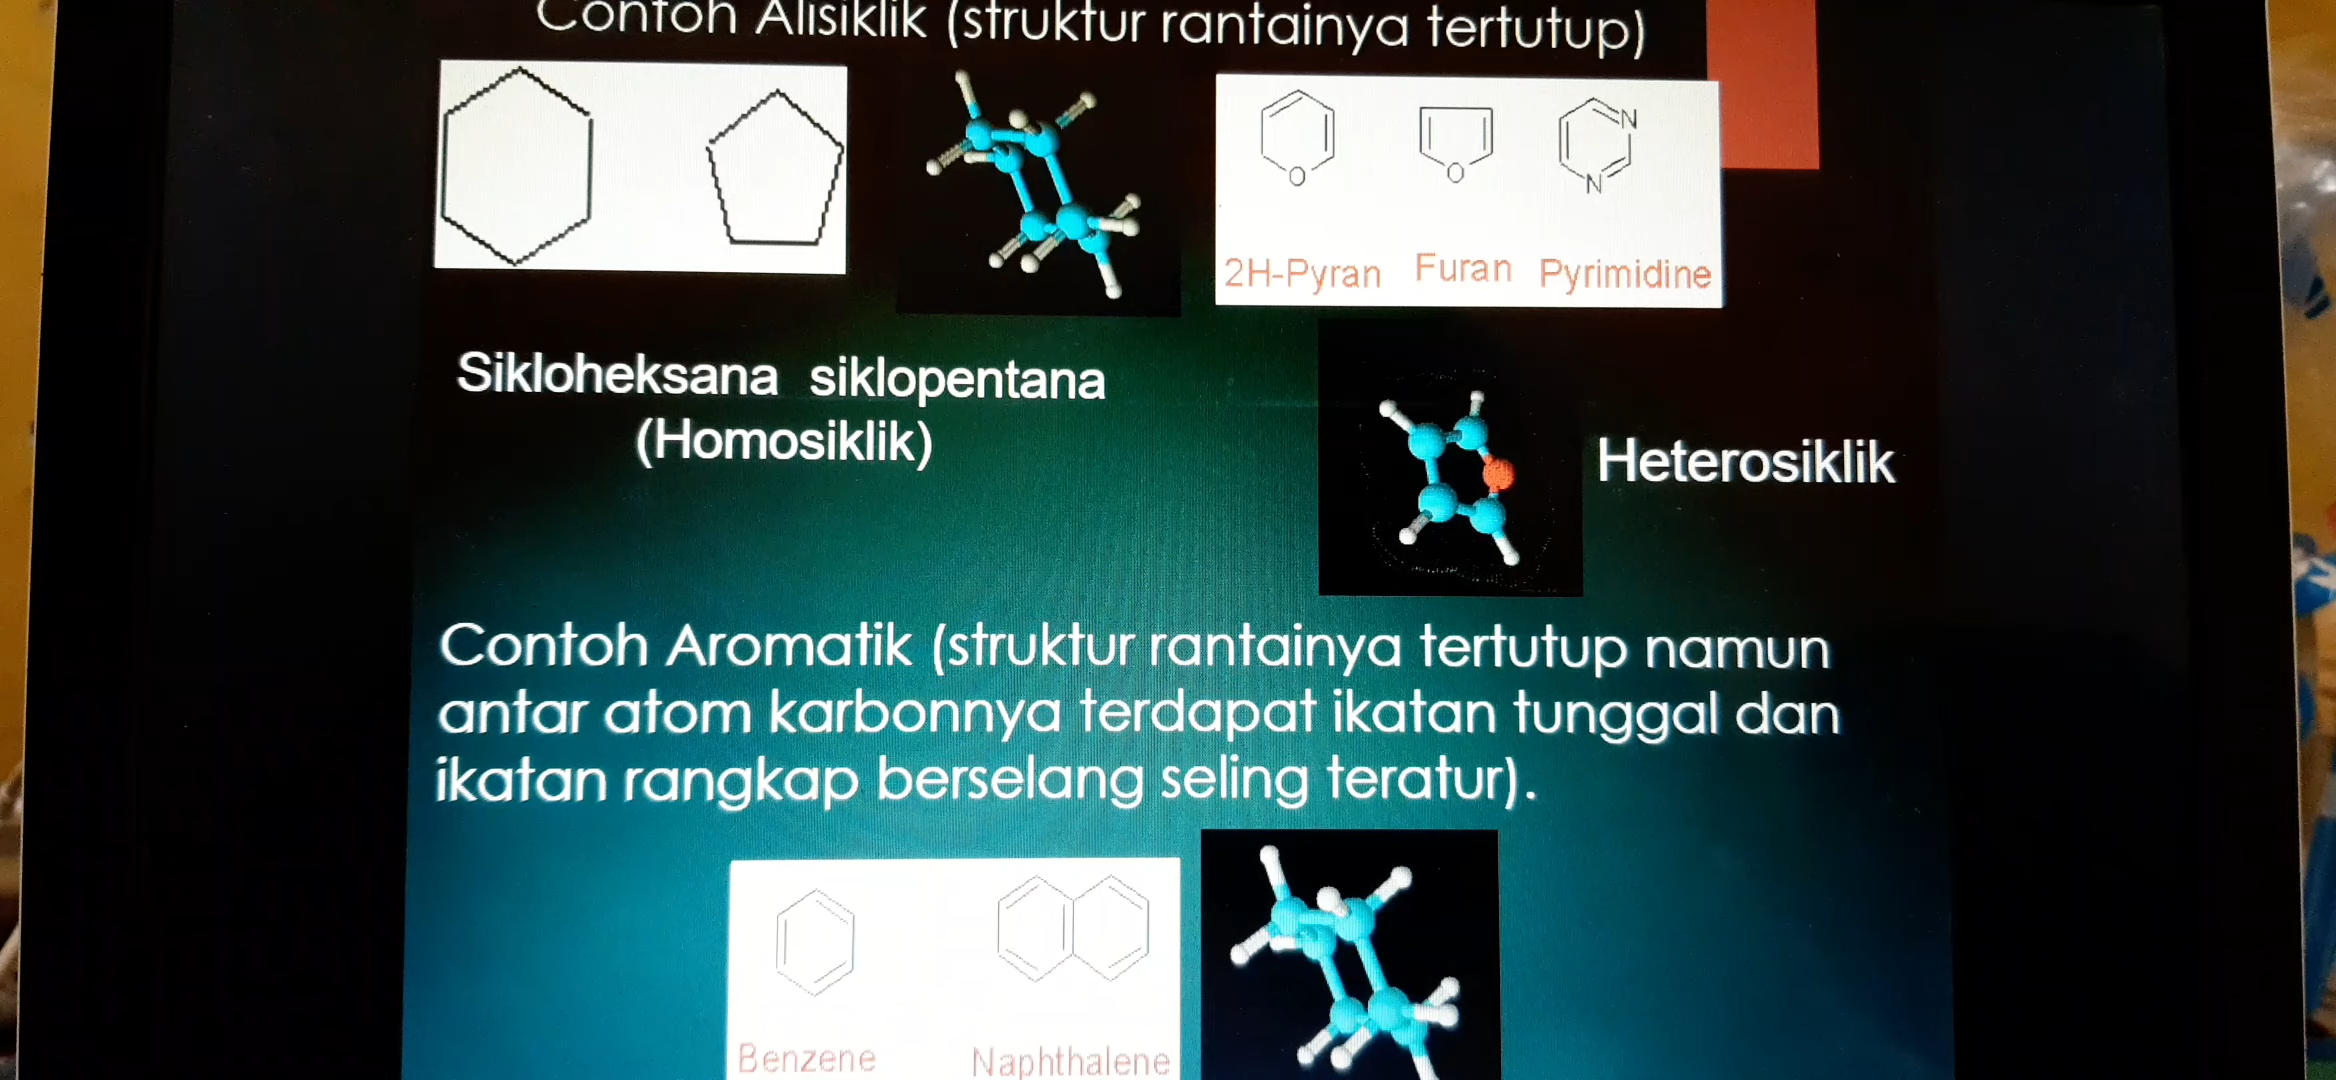 Contoh Alisiklik (struktur rantainya tertutup)
O
O
N
N
2H-Pyran Furan Pyrimidine
Sikloheksana siklopentana
(Homosiklik)
Heterosiklik
Contoh Aromatik (struktur rantainya tertutup namun
antar atom karbonnya terdapat ikatan tunggal dan
ikatan rangkap berselang seling teratur).
Benzene Naphthalene